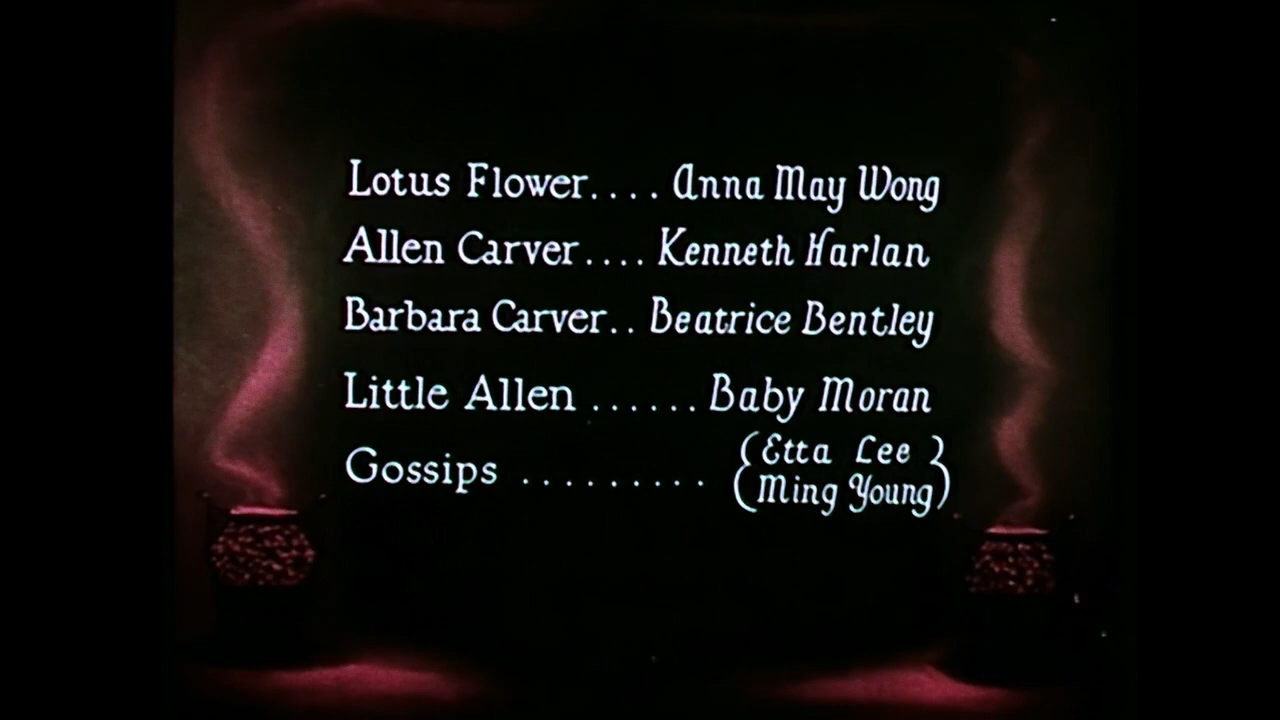 Lotus Flower.... Anna May Wong
Allen Carver.... Kenneth Harlan
Barbara Carver.. Beatrice Bentley
Little Allen ...... Baby Moran
Gossips .......... (Etta Lee)
(Ming Young)